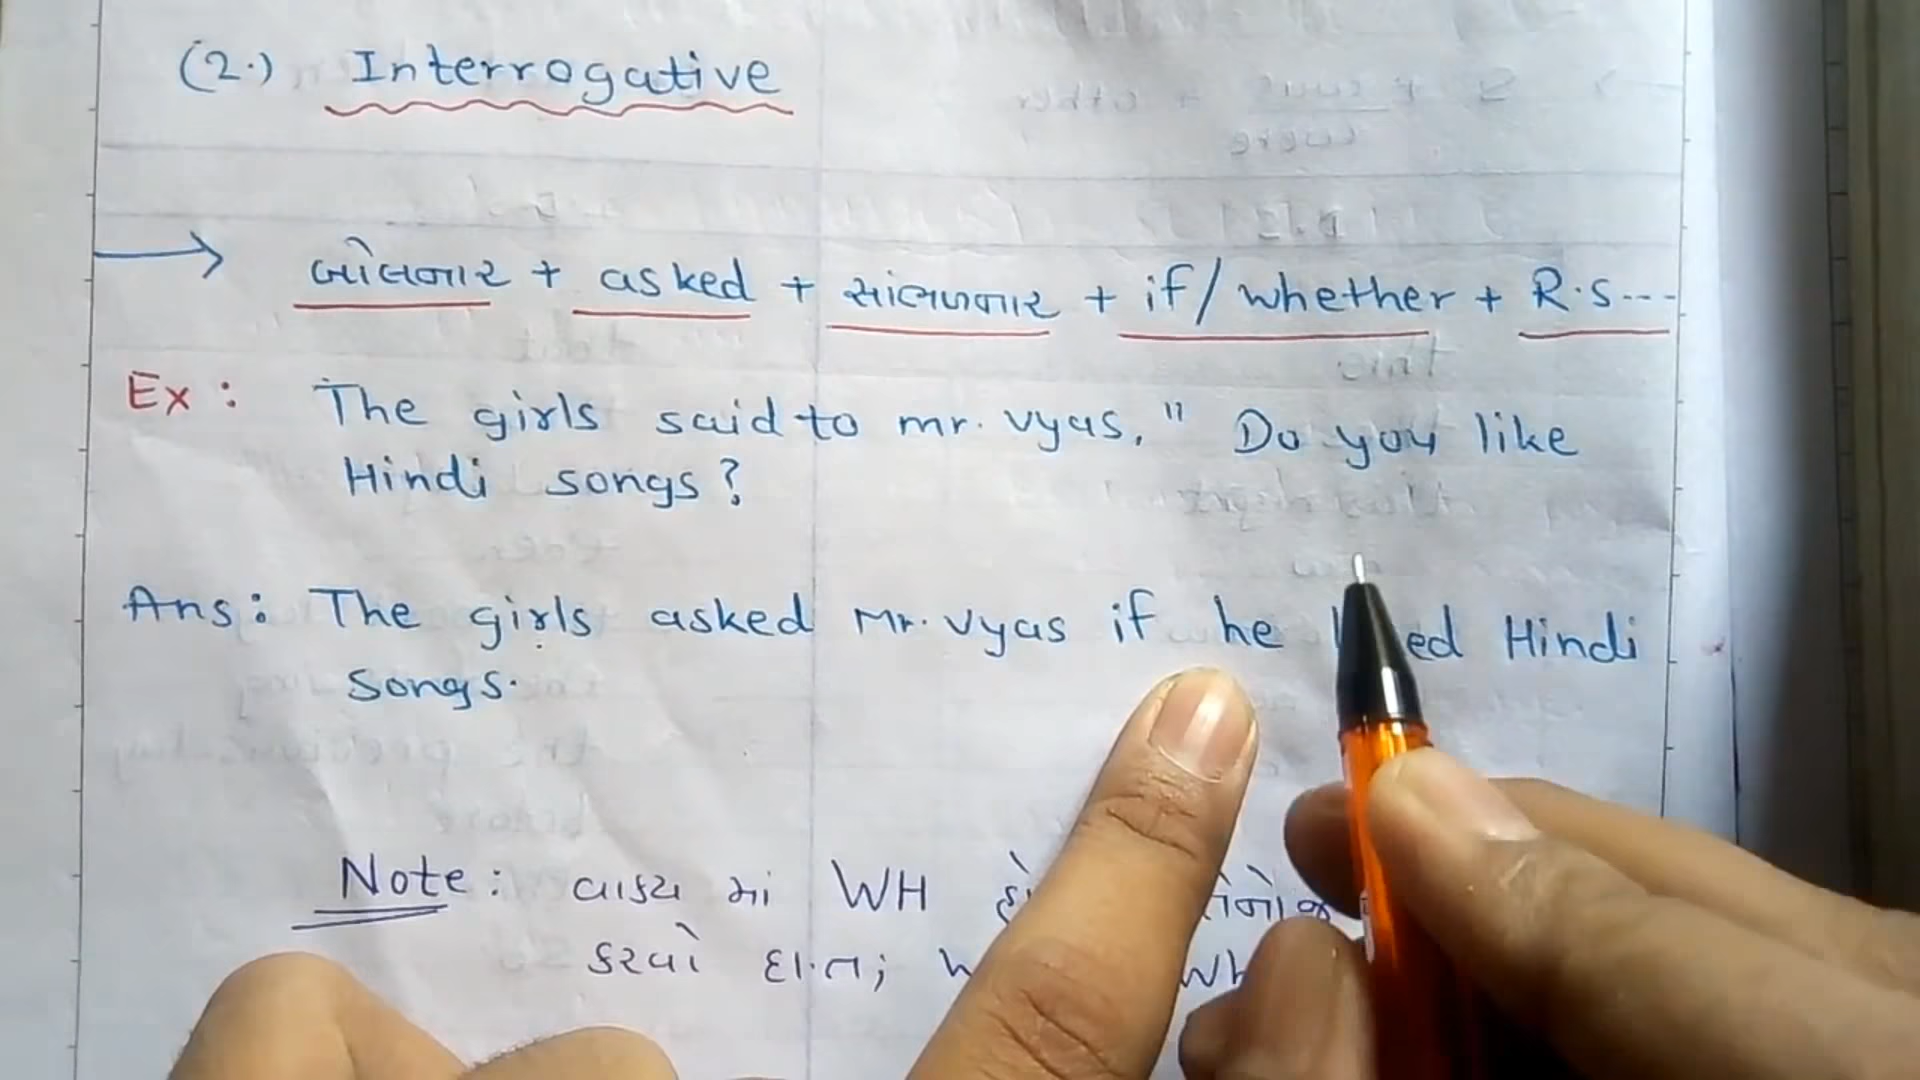 (2.) Interrogative
બોલનાર + asked + સાંભળનાર + if/whether + R.S---
Ex: The girls said to mr. vyas, " Do you like
Hindi songs?
Ans: The girls asked Mr. vyas if he Hindi
songs.
Note: વાક્ય માં WH
કરવો દા.ત;